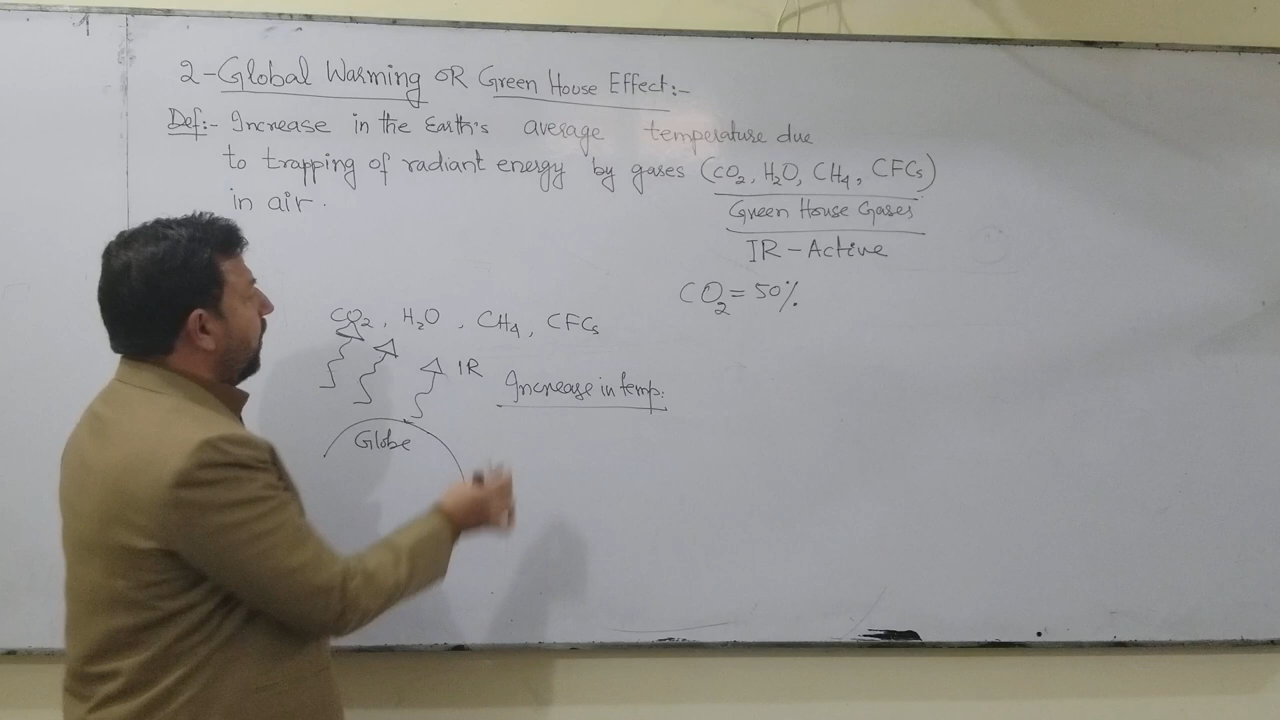 2-Global Warming OR Green House Effect:-
Def:- Increase in the Earth's average temperature due
to trapping of radiant energy by gases (CO₂, H₂O, CH₄, CFCs)
in air.
Green House Gases
IR-Active
CO₂ = 50%
CO₂, H₂O, CH₄, CFCs
IR
Increase in temp:
Globe